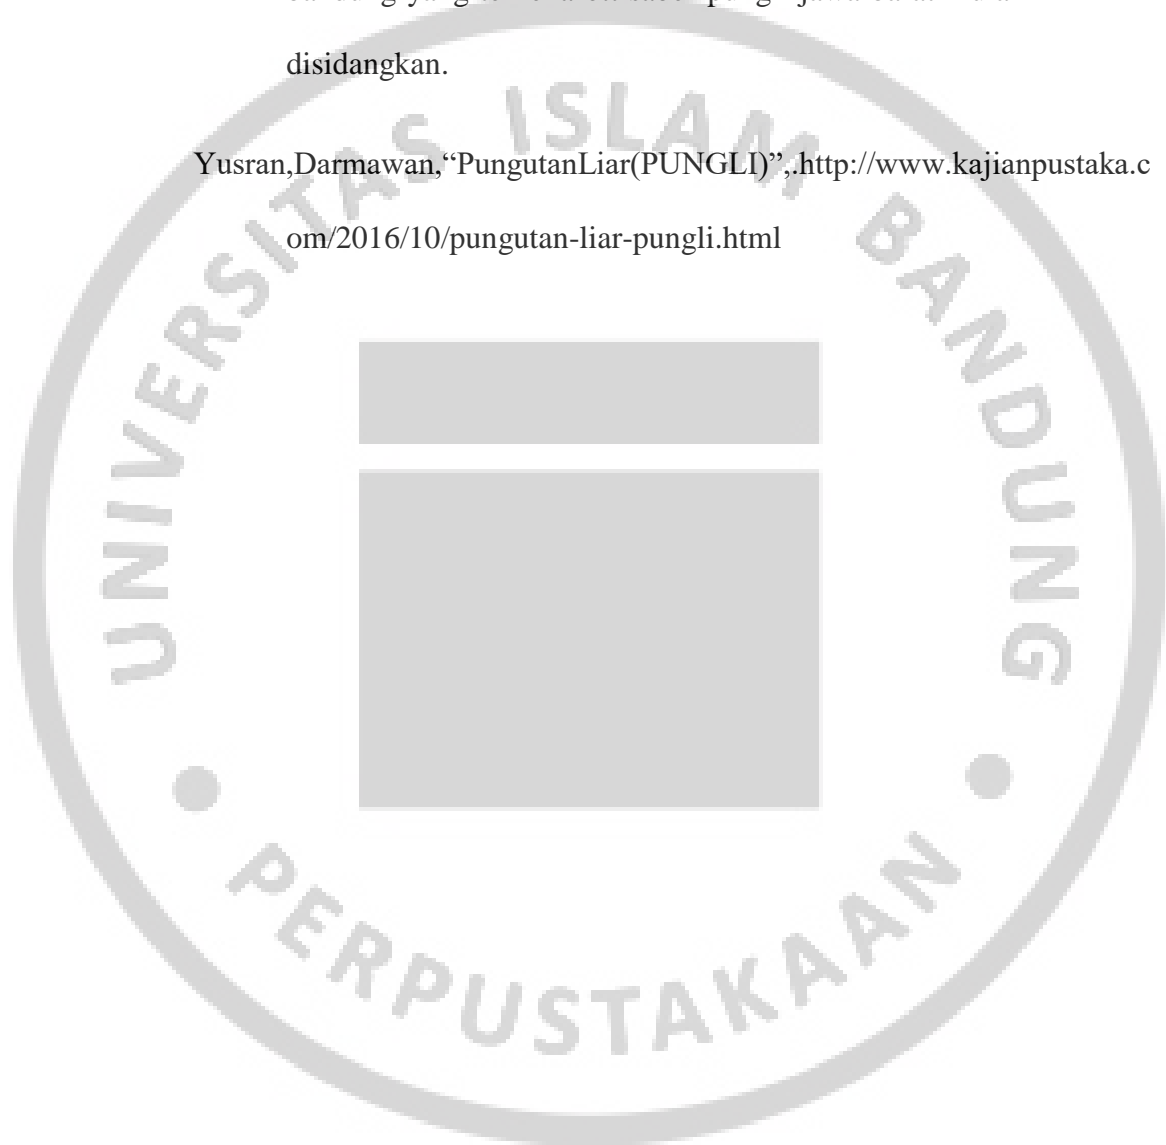 disidangkan.
Yusran,Darmawan,“PungutanLiar(PUNGLI)”,.http://www.kajianpustaka.c
om/2016/10/pungutan-liar-pungli.html
UNIVERSITAS ISLAM BANDUNG
PERPUSTAKAAN